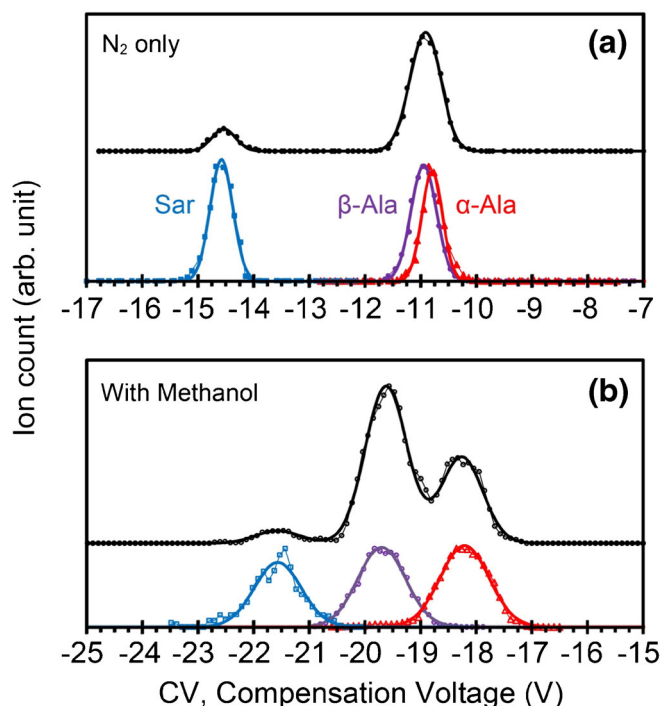 N₂ only
(a)
Sar
β-Ala
α-Ala
-17 -16 -15 -14 -13 -12 -11 -10 -9 -8 -7
Ion count (arb. unit)
With Methanol
(b)
-25 -24 -23 -22 -21 -20 -19 -18 -17 -16 -15
CV, Compensation Voltage (V)